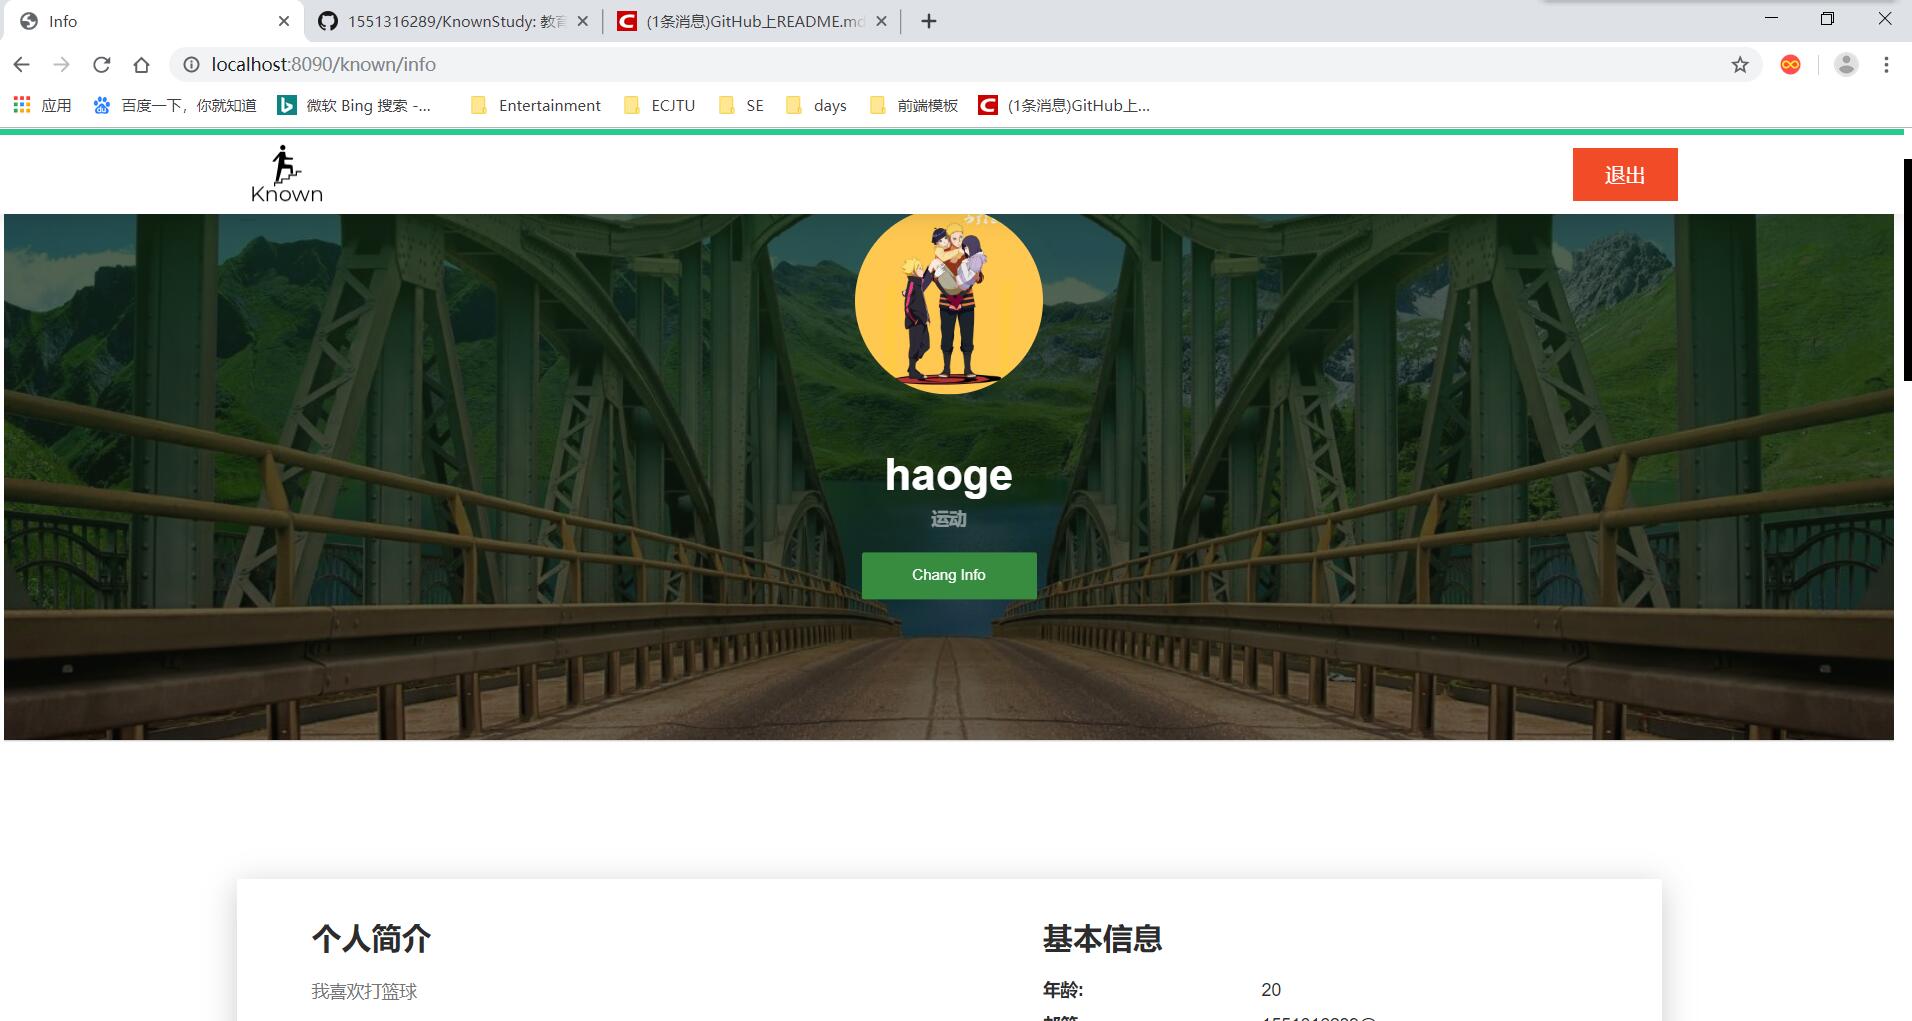 Info
1551316289/KnownStudy: 教育
(1条消息)GitHub上README.md
localhost:8090/known/info
应用
百度一下，你就知道
微软 Bing 搜索 -...
Entertainment
ECJTU
SE
days
前端模板
(1条消息)GitHub上...
Known
退出
haoge
运动
Chang Info
个人简介
我喜欢打篮球
基本信息
年龄: 20